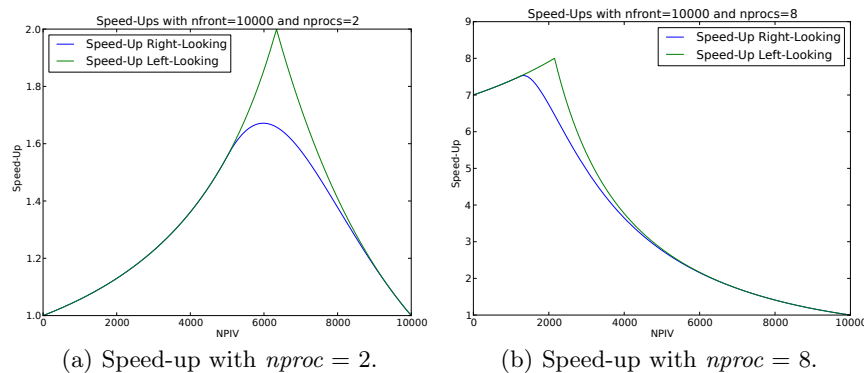 Speed-Ups with nfront=10000 and nprocs=2
2.0
Speed-Up Right-Looking
Speed-Up Left-Looking
1.8
1.6
1.4
1.2
1.0
Speed-Up
0
2000
4000
6000
8000
10000
NPIV
(a) Speed-up with nproc = 2.
Speed-Ups with nfront=10000 and nprocs=8
9
Speed-Up Right-Looking
Speed-Up Left-Looking
8
7
6
5
4
3
2
1
Speed-Up
0
2000
4000
6000
8000
10000
NPIV
(b) Speed-up with nproc = 8.